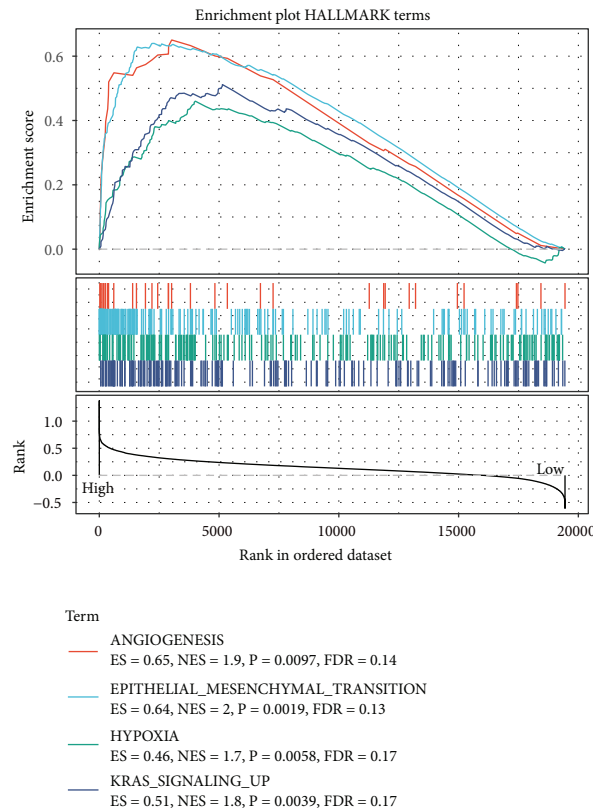 Enrichment plot HALLMARK terms
Enrichment score
0.6
0.4
0.2
0.0
Rank
1.0
0.5
0.0
−0.5
High
Low
0 5000 10000 15000 20000
Rank in ordered dataset
Term
ANGIOGENESIS
ES = 0.65, NES = 1.9, P = 0.0097, FDR = 0.14
EPITHELIAL_MESENCHYMAL_TRANSITION
ES = 0.64, NES = 2, P = 0.0019, FDR = 0.13
HYPOXIA
ES = 0.46, NES = 1.7, P = 0.0058, FDR = 0.17
KRAS_SIGNALING_UP
ES = 0.51, NES = 1.8, P = 0.0039, FDR = 0.17